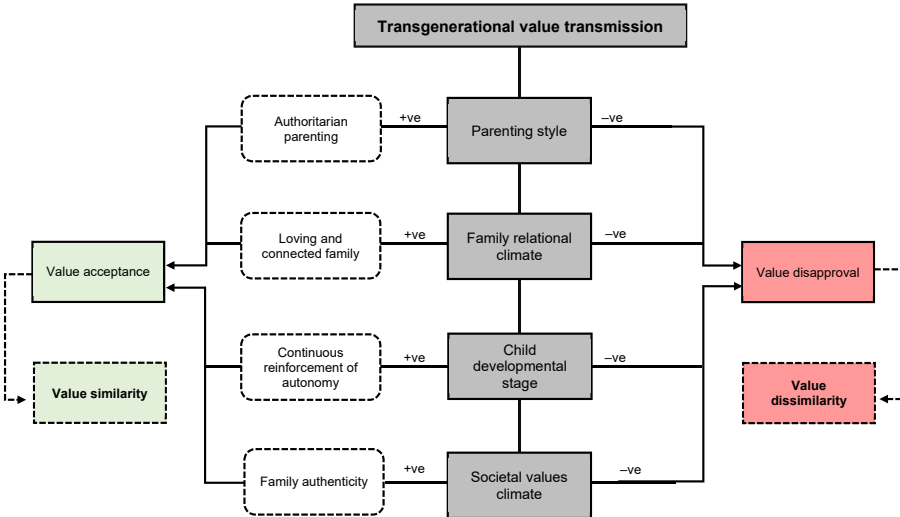 Transgenerational value transmission
Authoritarian
parenting
+ve
Parenting style
–ve
Loving and
connected family
+ve
Family relational
climate
–ve
Value acceptance
Value disapproval
Continuous
reinforcement of
autonomy
+ve
Child
developmental
stage
–ve
Value similarity
Value
dissimilarity
Family authenticity
+ve
Societal values
climate
–ve